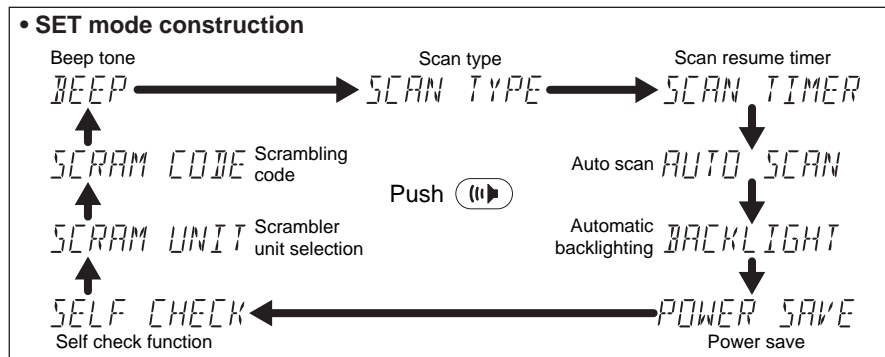 • SET mode construction
Beep tone
BEEP
Scan type
SCAN TYPE
Scan resume timer
SCAN TIMER
SCRAM CODE
Scrambling
code
Push
Auto scan
AUTO SCAN
SCRAM UNIT
Scrambler
unit selection
Automatic
backlighting
BACKLIGHT
SELF CHECK
Self check function
POWER SAVE
Power save